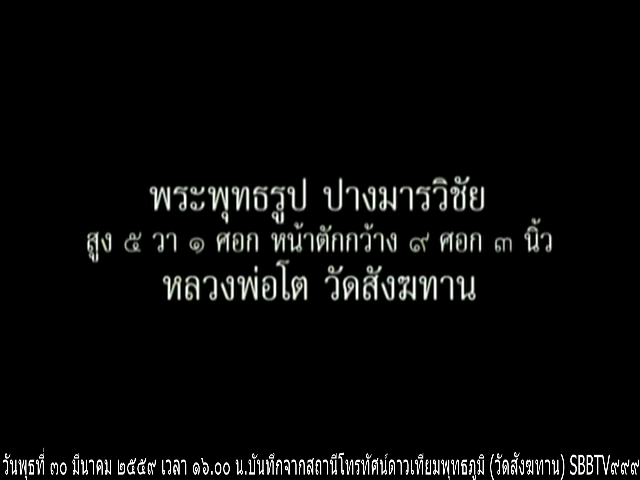 พระพุทธรูป ปางมารวิชัย
สูง ๕ วา ๑ ศอก หน้าตักกว้าง ๙ ศอก ๓ นิ้ว
หลวงพ่อโต วัดสังฆทาน
วันพุธที่ ๓๐ มีนาคม ๒๕๕๙ เวลา ๑๖.๐๐ น.บันทึกจากสถานีโทรทัศน์ดาวเทียมพุทธภูมิ (วัดสังฆทาน) SBBTV๙๙๙